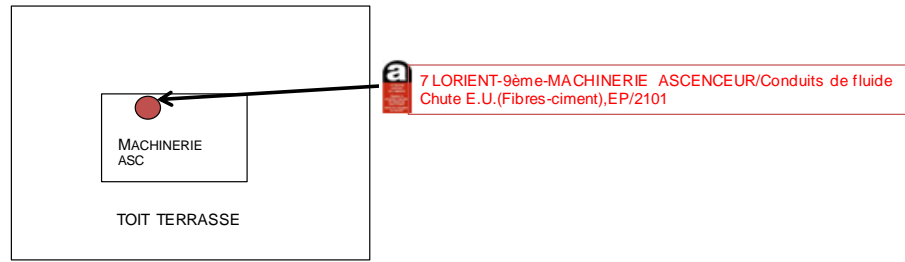 a
7 LORIENT-9ème-MACHINERIE ASCENCEUR/Conduits de fluide
Chute E.U.(Fibres-ciment),EP/2101
MACHINERIE
ASC
TOIT TERRASSE